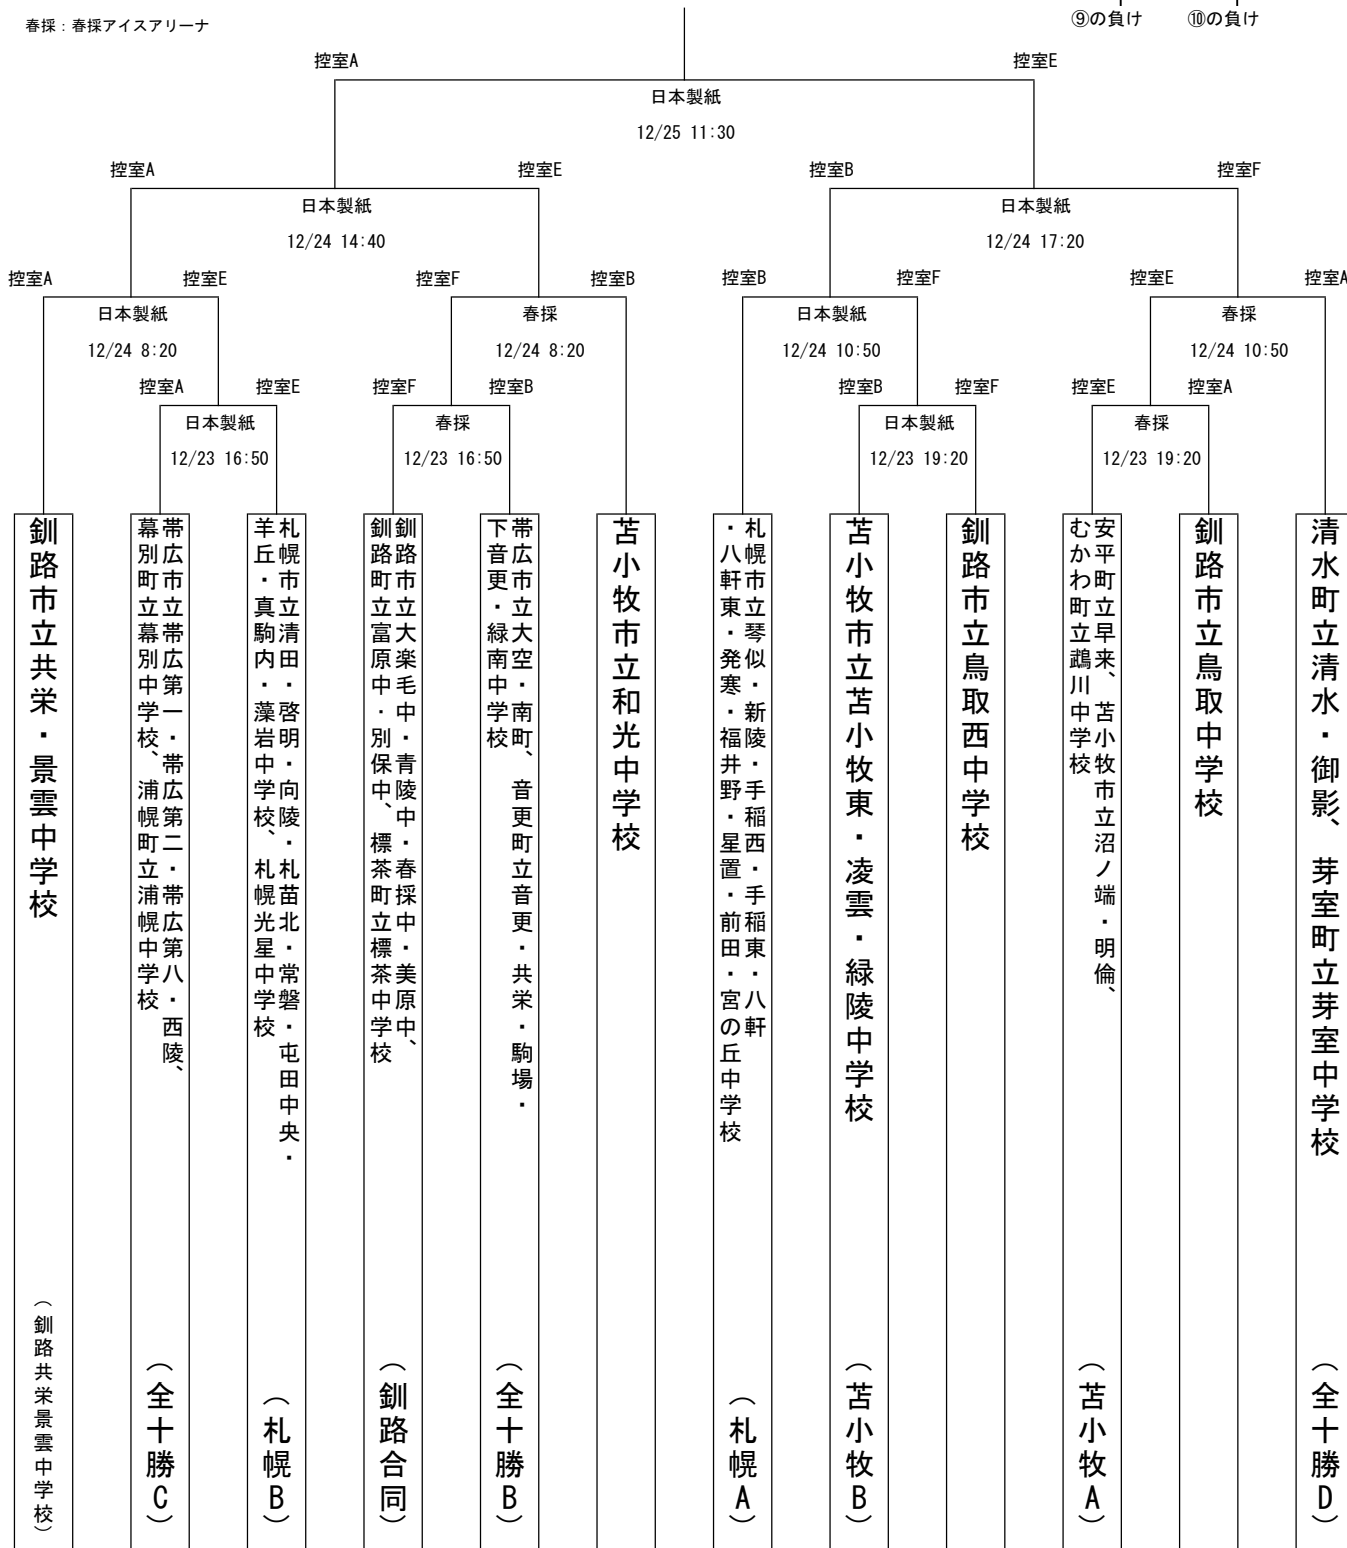 春採：春採アイスアリーナ
⑨の負け ⑩の負け
控室A 控室E
日本製紙
12/25 11:30
控室A 控室E 控室B 控室F
日本製紙 日本製紙
12/24 14:40 12/24 17:20
控室A 控室E 控室F 控室B 控室B 控室F 控室E 控室A
日本製紙 春採 日本製紙 春採
12/24 8:20 12/24 8:20 12/24 10:50 12/24 10:50
控室A 控室E 控室F 控室B 控室B 控室F 控室E 控室A
日本製紙 春採 日本製紙 春採
12/23 16:50 12/23 16:50 12/23 19:20 12/23 19:20
釧路市立共栄・景雲中学校
（釧路共栄景雲中学校）
帯広市立帯広第一・帯広第二・帯広第八・西陵、
幕別町立幕別中学校、浦幌町立浦幌中学校
（全十勝C）
札幌市立清田・啓明・向陵・札苗北・常磐・屯田中央・
羊丘・真駒内・藻岩中学校、札幌光星中学校
（札幌B）
釧路市立大楽毛中・青陵中・春採中・美原中、
釧路町立富原中・別保中、標茶町立標茶中学校
（釧路合同）
帯広市立大空・南町、音更町立音更・共栄・駒場・
下音更・緑南中学校
（全十勝B）
苫小牧市立和光中学校
札幌市立琴似・新陵・手稲西・手稲東・八軒
・八軒東・発寒・福井野・星置・前田・宮の丘中学校
（札幌A）
苫小牧市立苫小牧東・凌雲・緑陵中学校
（苫小牧B）
釧路市立鳥取西中学校
安平町立早来、苫小牧市立沼ノ端・明倫、
むかわ町立鵡川中学校
（苫小牧A）
釧路市立鳥取中学校
清水町立清水・御影、芽室町立芽室中学校
（全十勝D）